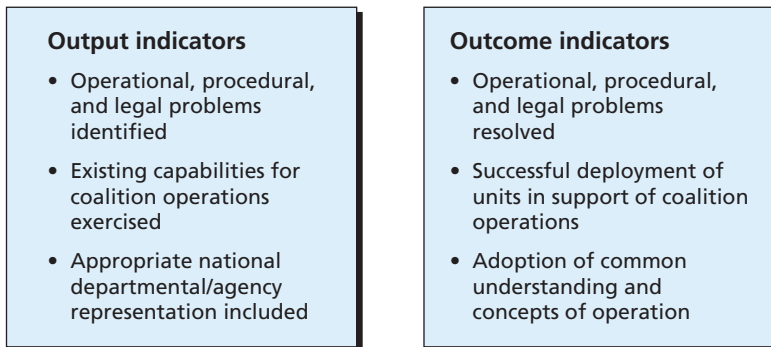 Output indicators
• Operational, procedural,
and legal problems
identified
• Existing capabilities for
coalition operations
exercised
• Appropriate national
departmental/agency
representation included
Outcome indicators
• Operational, procedural,
and legal problems
resolved
• Successful deployment of
units in support of coalition
operations
• Adoption of common
understanding and
concepts of operation